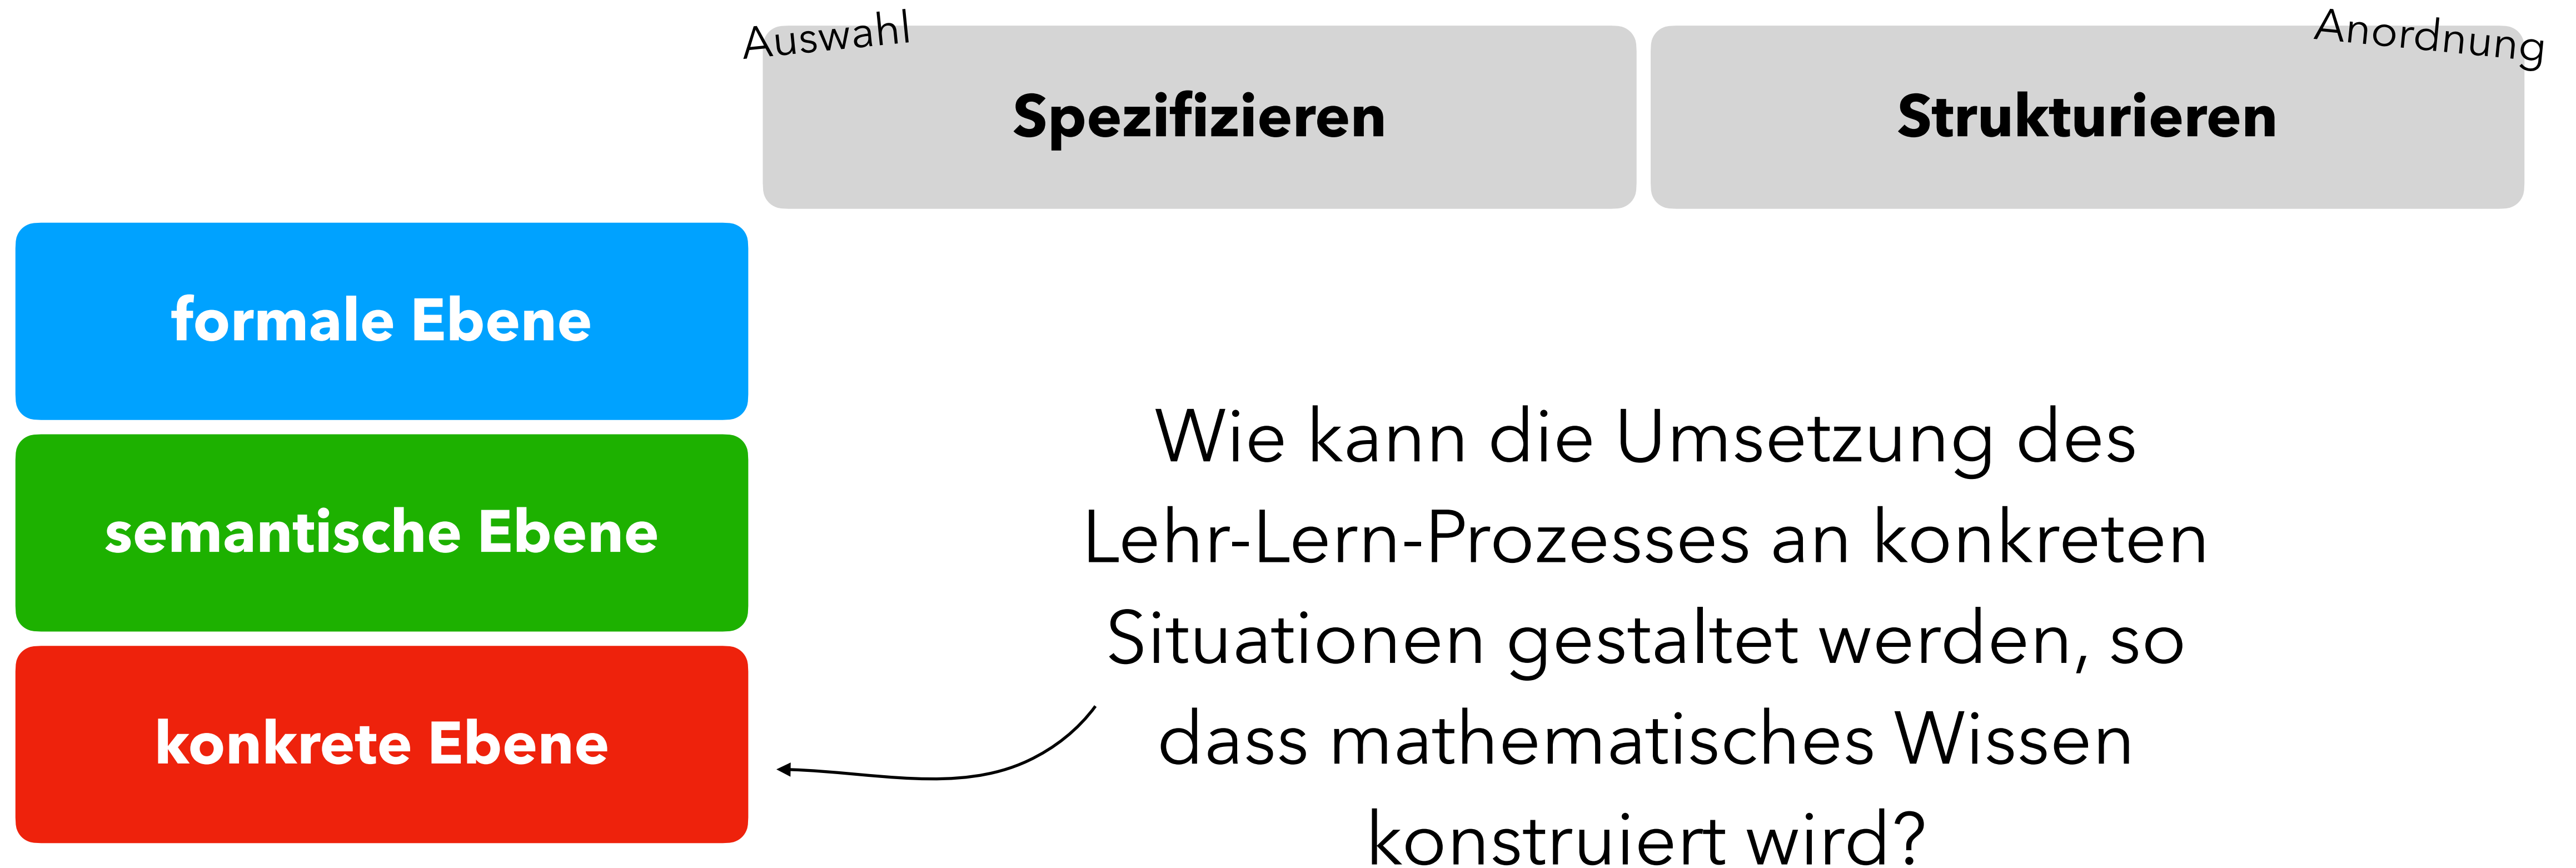 Auswahl
Anordnung
Spezifizieren
Strukturieren
formale Ebene
semantische Ebene
konkrete Ebene
Wie kann die Umsetzung des
Lehr-Lern-Prozesses an konkreten
Situationen gestaltet werden, so
dass mathematisches Wissen
konstruiert wird?